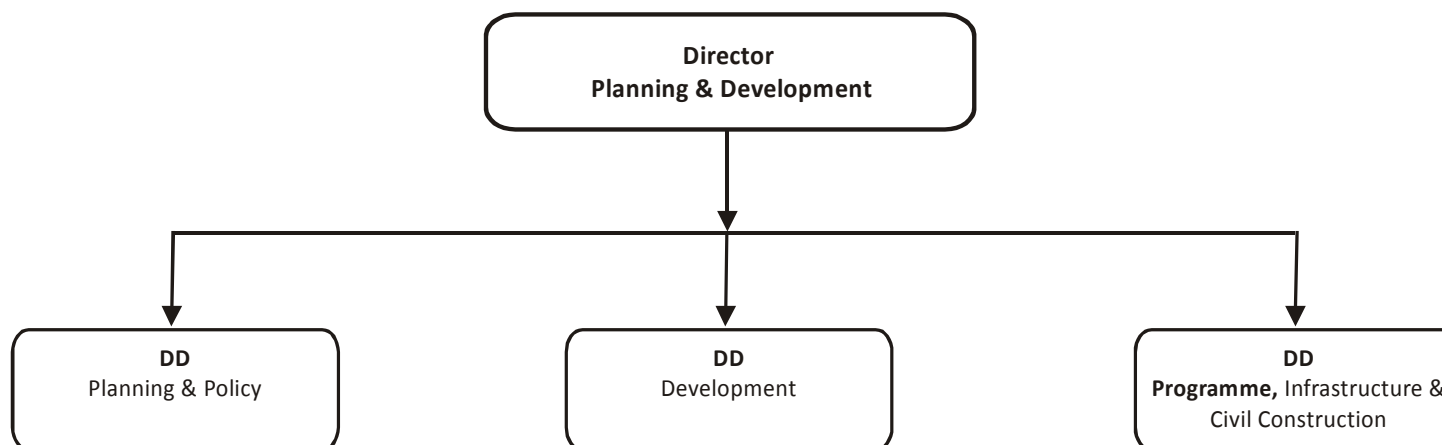 Director
Planning & Development
DD
Planning & Policy
DD
Development
DD
Programme, Infrastructure &
Civil Construction